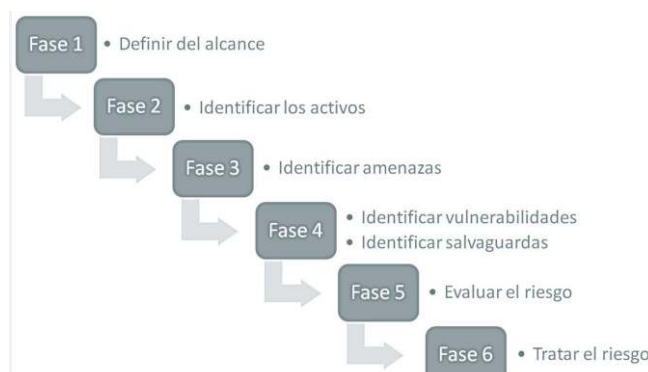 Fase 1 • Definir del alcance
Fase 2 • Identificar los activos
Fase 3 • Identificar amenazas
Fase 4 • Identificar vulnerabilidades
• Identificar salvaguardas
Fase 5 • Evaluar el riesgo
Fase 6 • Tratar el riesgo